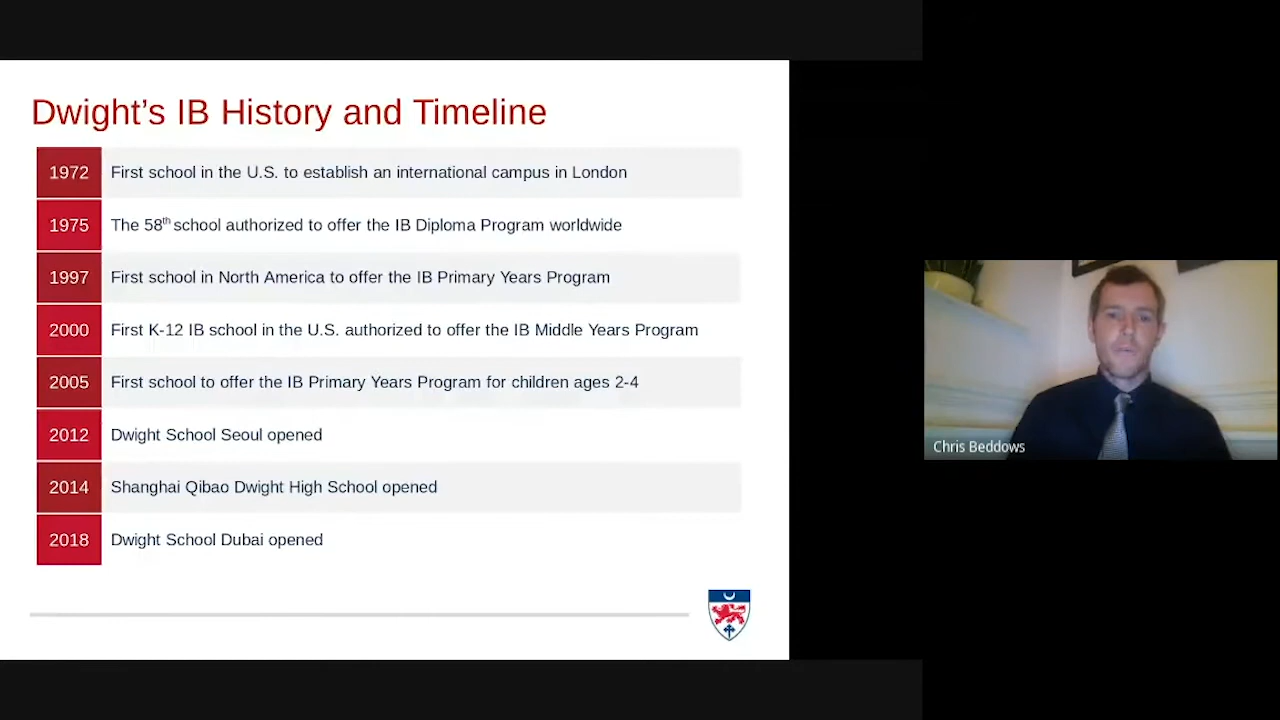 Dwight’s IB History and Timeline
1972 First school in the U.S. to establish an international campus in London
1975 The 58th school authorized to offer the IB Diploma Program worldwide
1997 First school in North America to offer the IB Primary Years Program
2000 First K-12 IB school in the U.S. authorized to offer the IB Middle Years Program
2005 First school to offer the IB Primary Years Program for children ages 2-4
2012 Dwight School Seoul opened
2014 Shanghai Qibao Dwight High School opened
2018 Dwight School Dubai opened
Chris Beddows